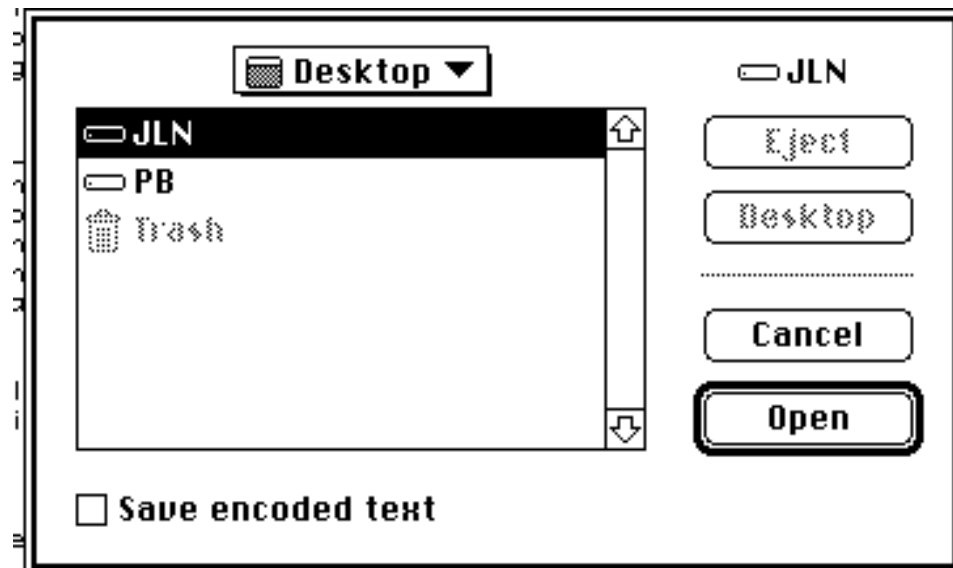 Desktop
JLN
JLN
PB
Trash
Eject
Desktop
Cancel
Open
Save encoded text